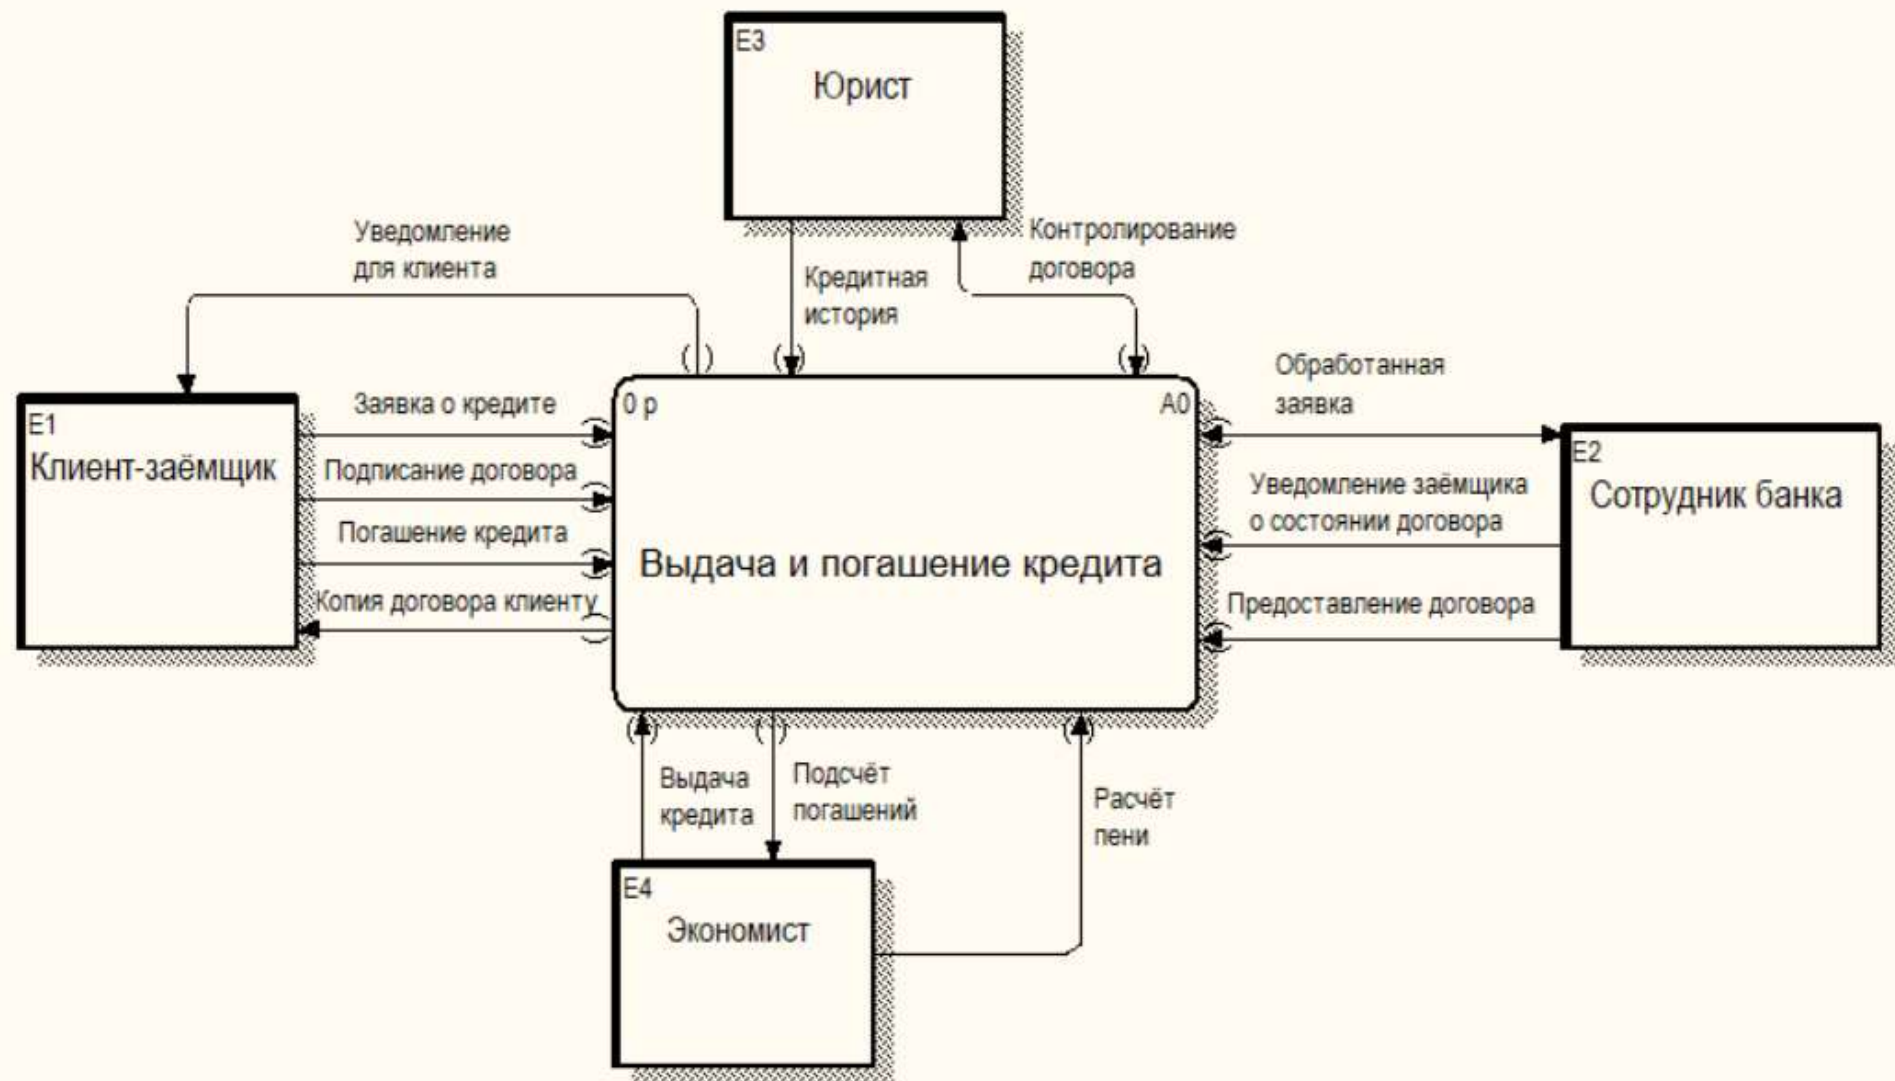 E3
Юрист
Уведомление
для клиента
Контролирование
договора
Кредитная
история
Обработанная
заявка
E1
Клиент-заёмщик
Заявка о кредите
0 р
A0
E2
Сотрудник банка
Подписание договора
Уведомление заёмщика
о состоянии договора
Погашение кредита
Выдача и погашение кредита
Копия договора клиенту
Предоставление договора
Выдача
кредита
Подсчёт
погашений
Расчёт
пени
E4
Экономист